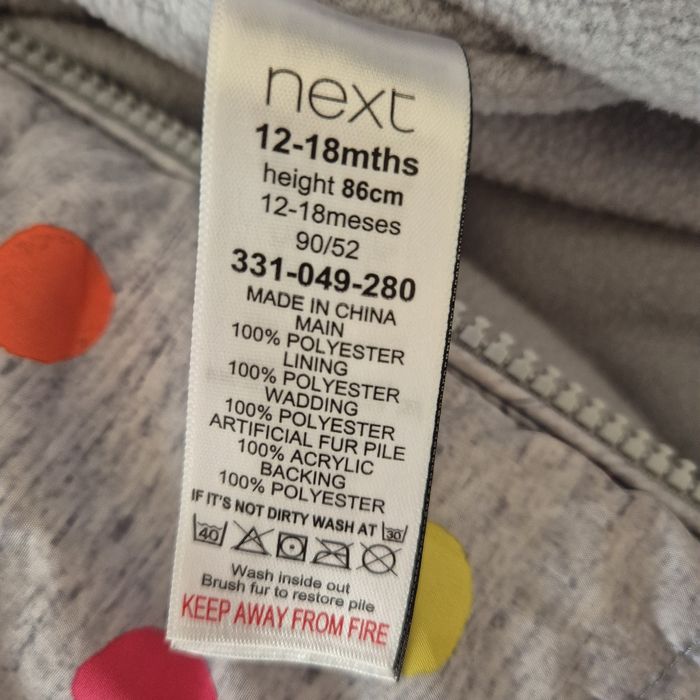 next
12-18mths
height 86cm
12-18meses
90/52
331-049-280
MADE IN CHINA
MAIN
100% POLYESTER
LINING
100% POLYESTER
WADDING
100% POLYESTER
ARTIFICIAL FUR PILE
100% ACRYLIC
BACKING
100% POLYESTER
IF IT'S NOT DIRTY WASH AT 30
40
Wash inside out
Brush fur to restore pile
KEEP AWAY FROM FIRE